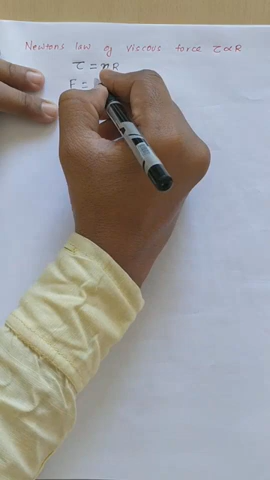 Newtons law of viscous force τ∝R
τ = ηR
F =